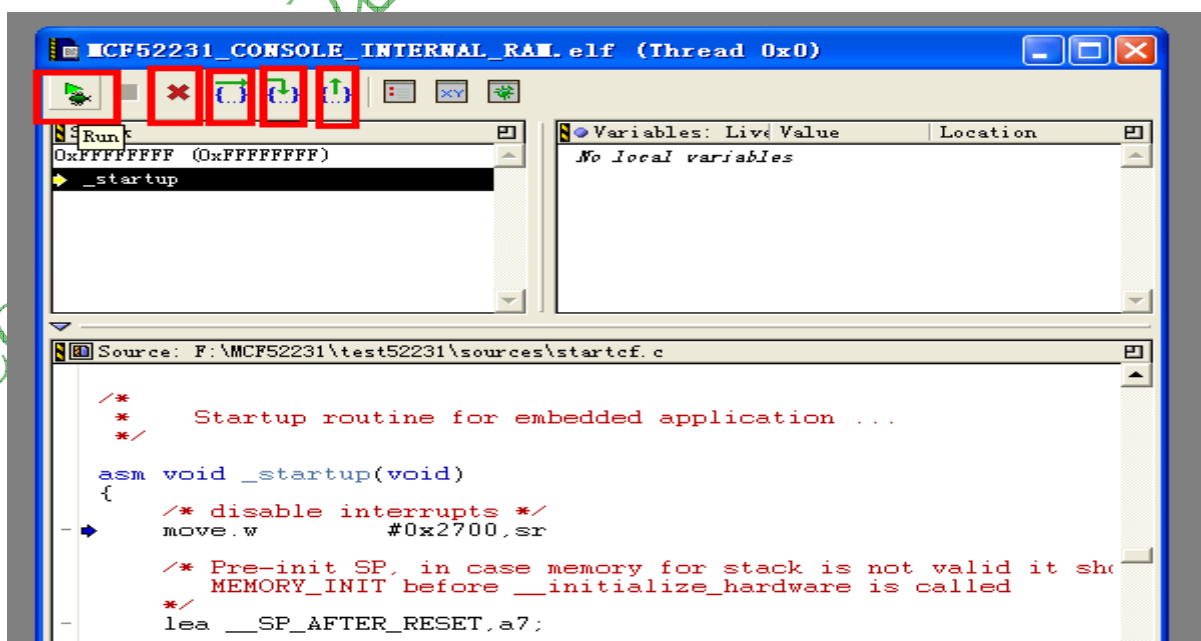 MCF52231_CONSOLE_INTERNAL_RAM.elf (Thread 0x0)
{..} {..} {..} XY
Run
Variables: Live Value Location
0xFFFFFFFF (0xFFFFFFFF)
No local variables
_startup
Source: F:\MCF52231\test52231\sources\startcf.c
/*
* Startup routine for embedded application ...
*/
asm void _startup(void)
{
/* disable interrupts */
move.w #0x2700,sr
/* Pre-init SP, in case memory for stack is not valid it sho
MEMORY_INIT before __initialize_hardware is called
*/
lea __SP_AFTER_RESET,a7;